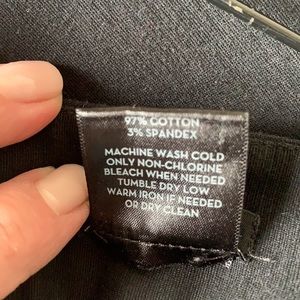 97% COTTON
3% SPANDEX
MACHINE WASH COLD
ONLY NON-CHLORINE
BLEACH WHEN NEEDED
TUMBLE DRY LOW
WARM IRON IF NEEDED
OR DRY CLEAN